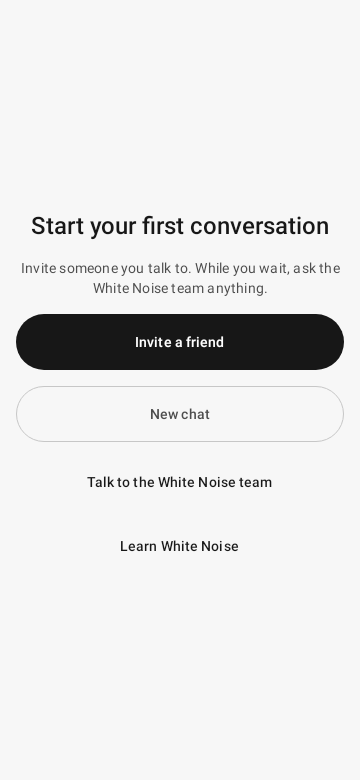 Start your first conversation
Invite someone you talk to. While you wait, ask the
White Noise team anything.
Invite a friend
New chat
Talk to the White Noise team
Learn White Noise